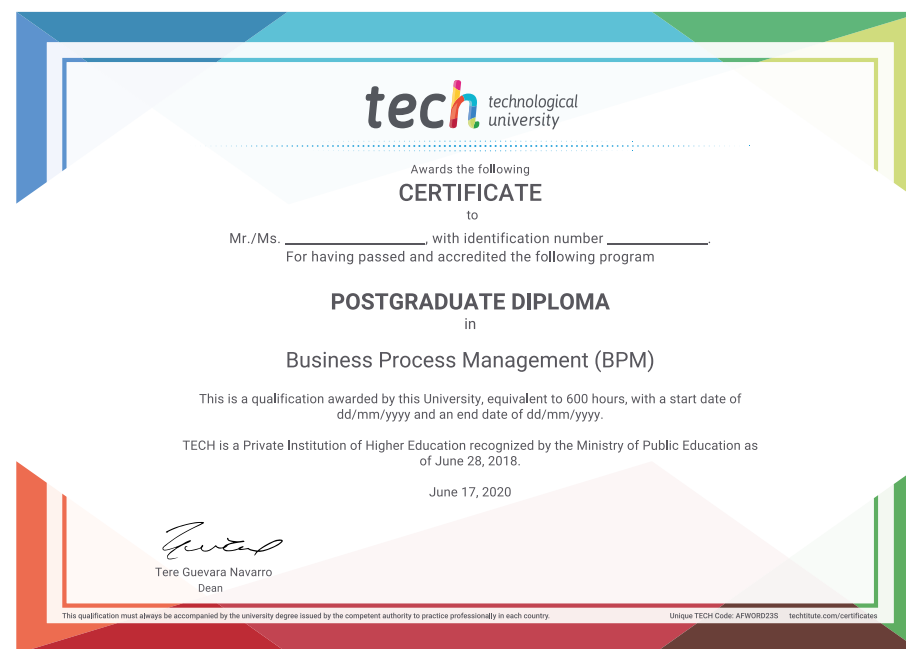 tech technological
university
Awards the following
CERTIFICATE
to
Mr./Ms. ____________________, with identification number ______________.
For having passed and accredited the following program
POSTGRADUATE DIPLOMA
in
Business Process Management (BPM)
This is a qualification awarded by this University, equivalent to 600 hours, with a start date of
dd/mm/yyyy and an end date of dd/mm/yyyy.
TECH is a Private Institution of Higher Education recognized by the Ministry of Public Education as
of June 28, 2018.
June 17, 2020
Tere Guevara Navarro
Dean
This qualification must always be accompanied by the university degree issued by the competent authority to practice professionally in each country.
Unique TECH Code: AFWORD23S techtitute.com/certificates